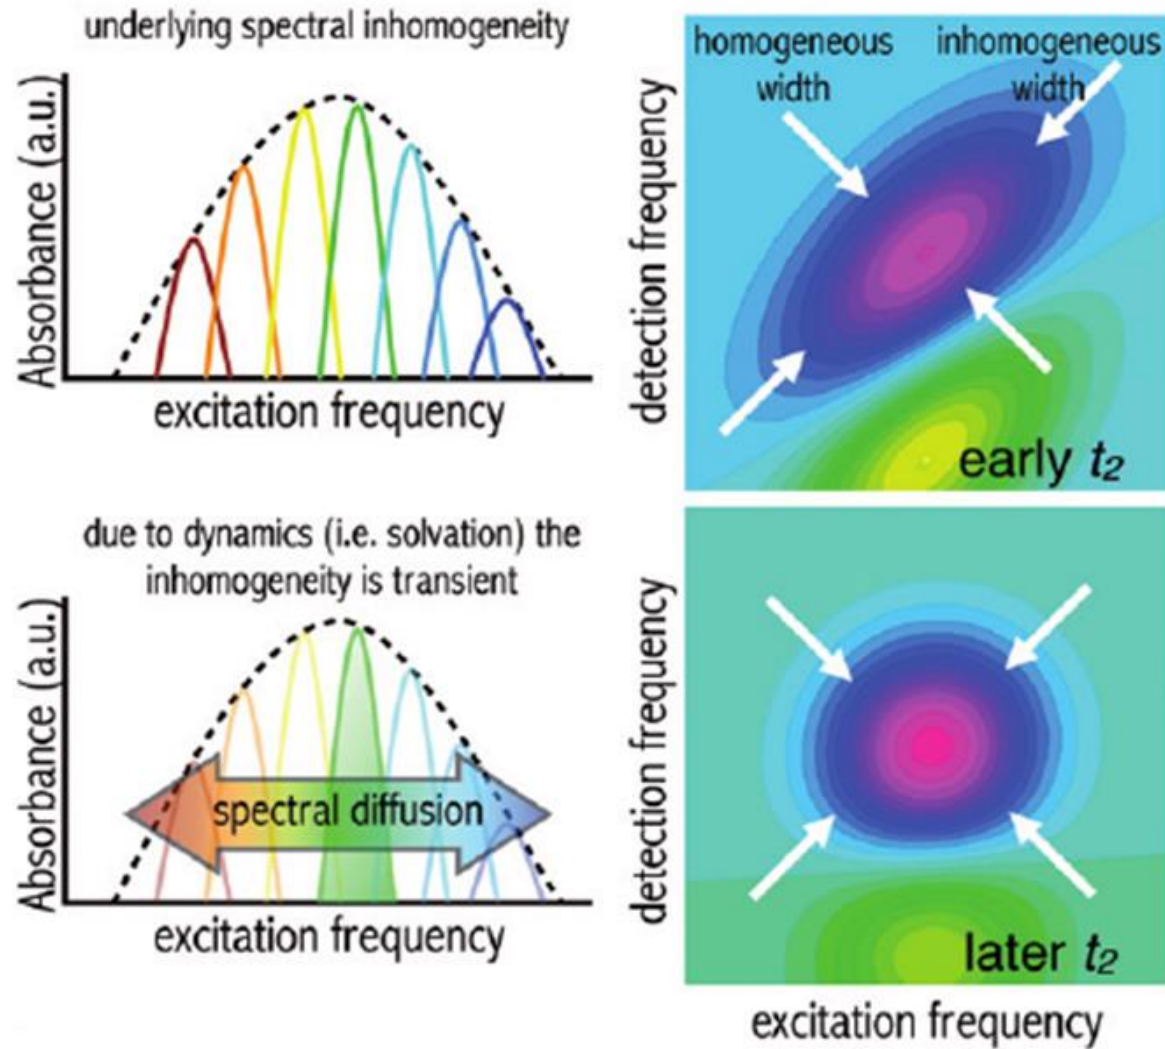 underlying spectral inhomogeneity
Absorbance (a.u.)
excitation frequency
homogeneous
width
inhomogeneous
width
detection frequency
early t₂
due to dynamics (i.e. solvation) the
inhomogeneity is transient
Absorbance (a.u.)
spectral diffusion
excitation frequency
detection frequency
later t₂
excitation frequency